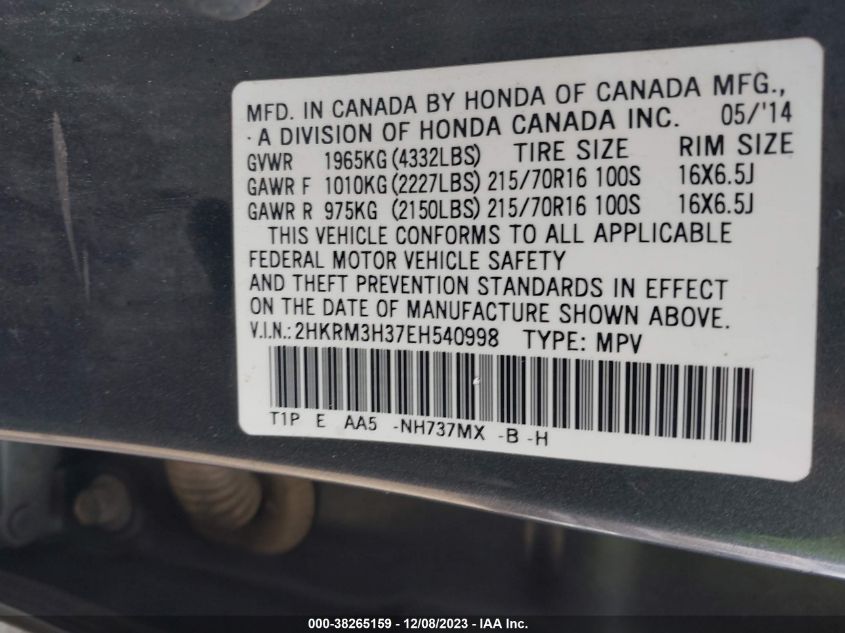 MFD. IN CANADA BY HONDA OF CANADA MFG.,
A DIVISION OF HONDA CANADA INC. 05/'14
GVWR 1965KG (4332LBS) TIRE SIZE RIM SIZE
GAWR F 1010KG (2227LBS) 215/70R16 100S 16X6.5J
GAWR R 975KG (2150LBS) 215/70R16 100S 16X6.5J
THIS VEHICLE CONFORMS TO ALL APPLICABLE
FEDERAL MOTOR VEHICLE SAFETY
AND THEFT PREVENTION STANDARDS IN EFFECT
ON THE DATE OF MANUFACTURE SHOWN ABOVE.
V.I.N.: 2HKRM3H37EH540998 TYPE: MPV
T1P E AA5 -NH737MX -B -H
000-38265159 - 12/08/2023 - IAA Inc.